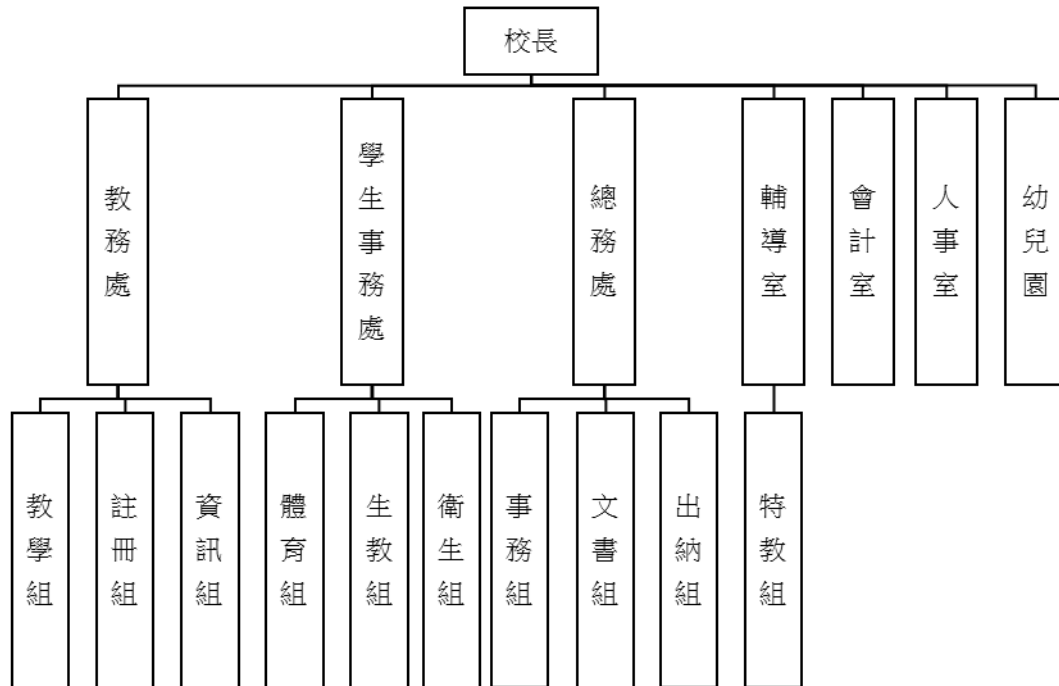 校長
教務處
學生事務處
總務處
輔導室
會計室
人事室
幼兒園
教學組
註冊組
資訊組
體育組
生教組
衛生組
事務組
文書組
出納組
特教組